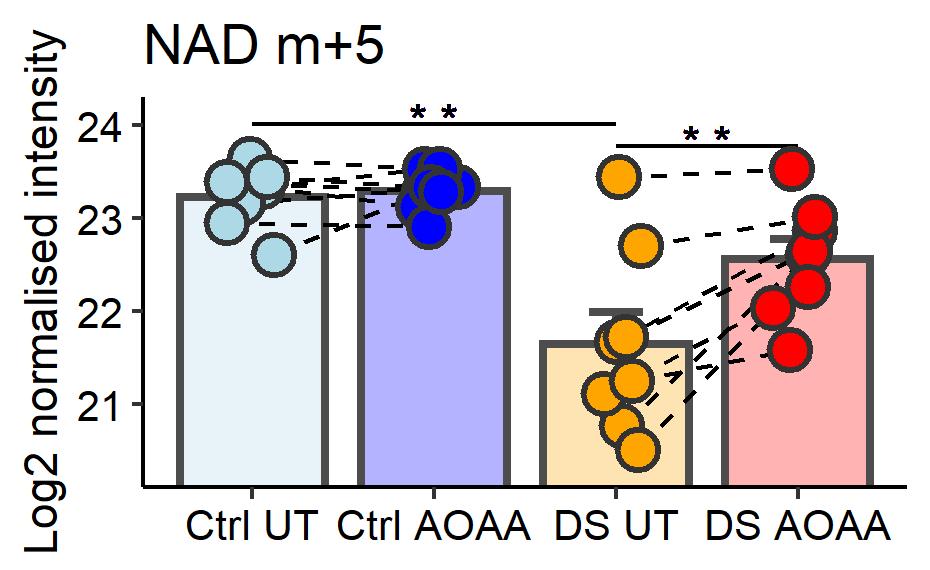 NAD m+5
Log2 normalised intensity
24
23
22
21
* *
* *
Ctrl UT Ctrl AOAA DS UT DS AOAA